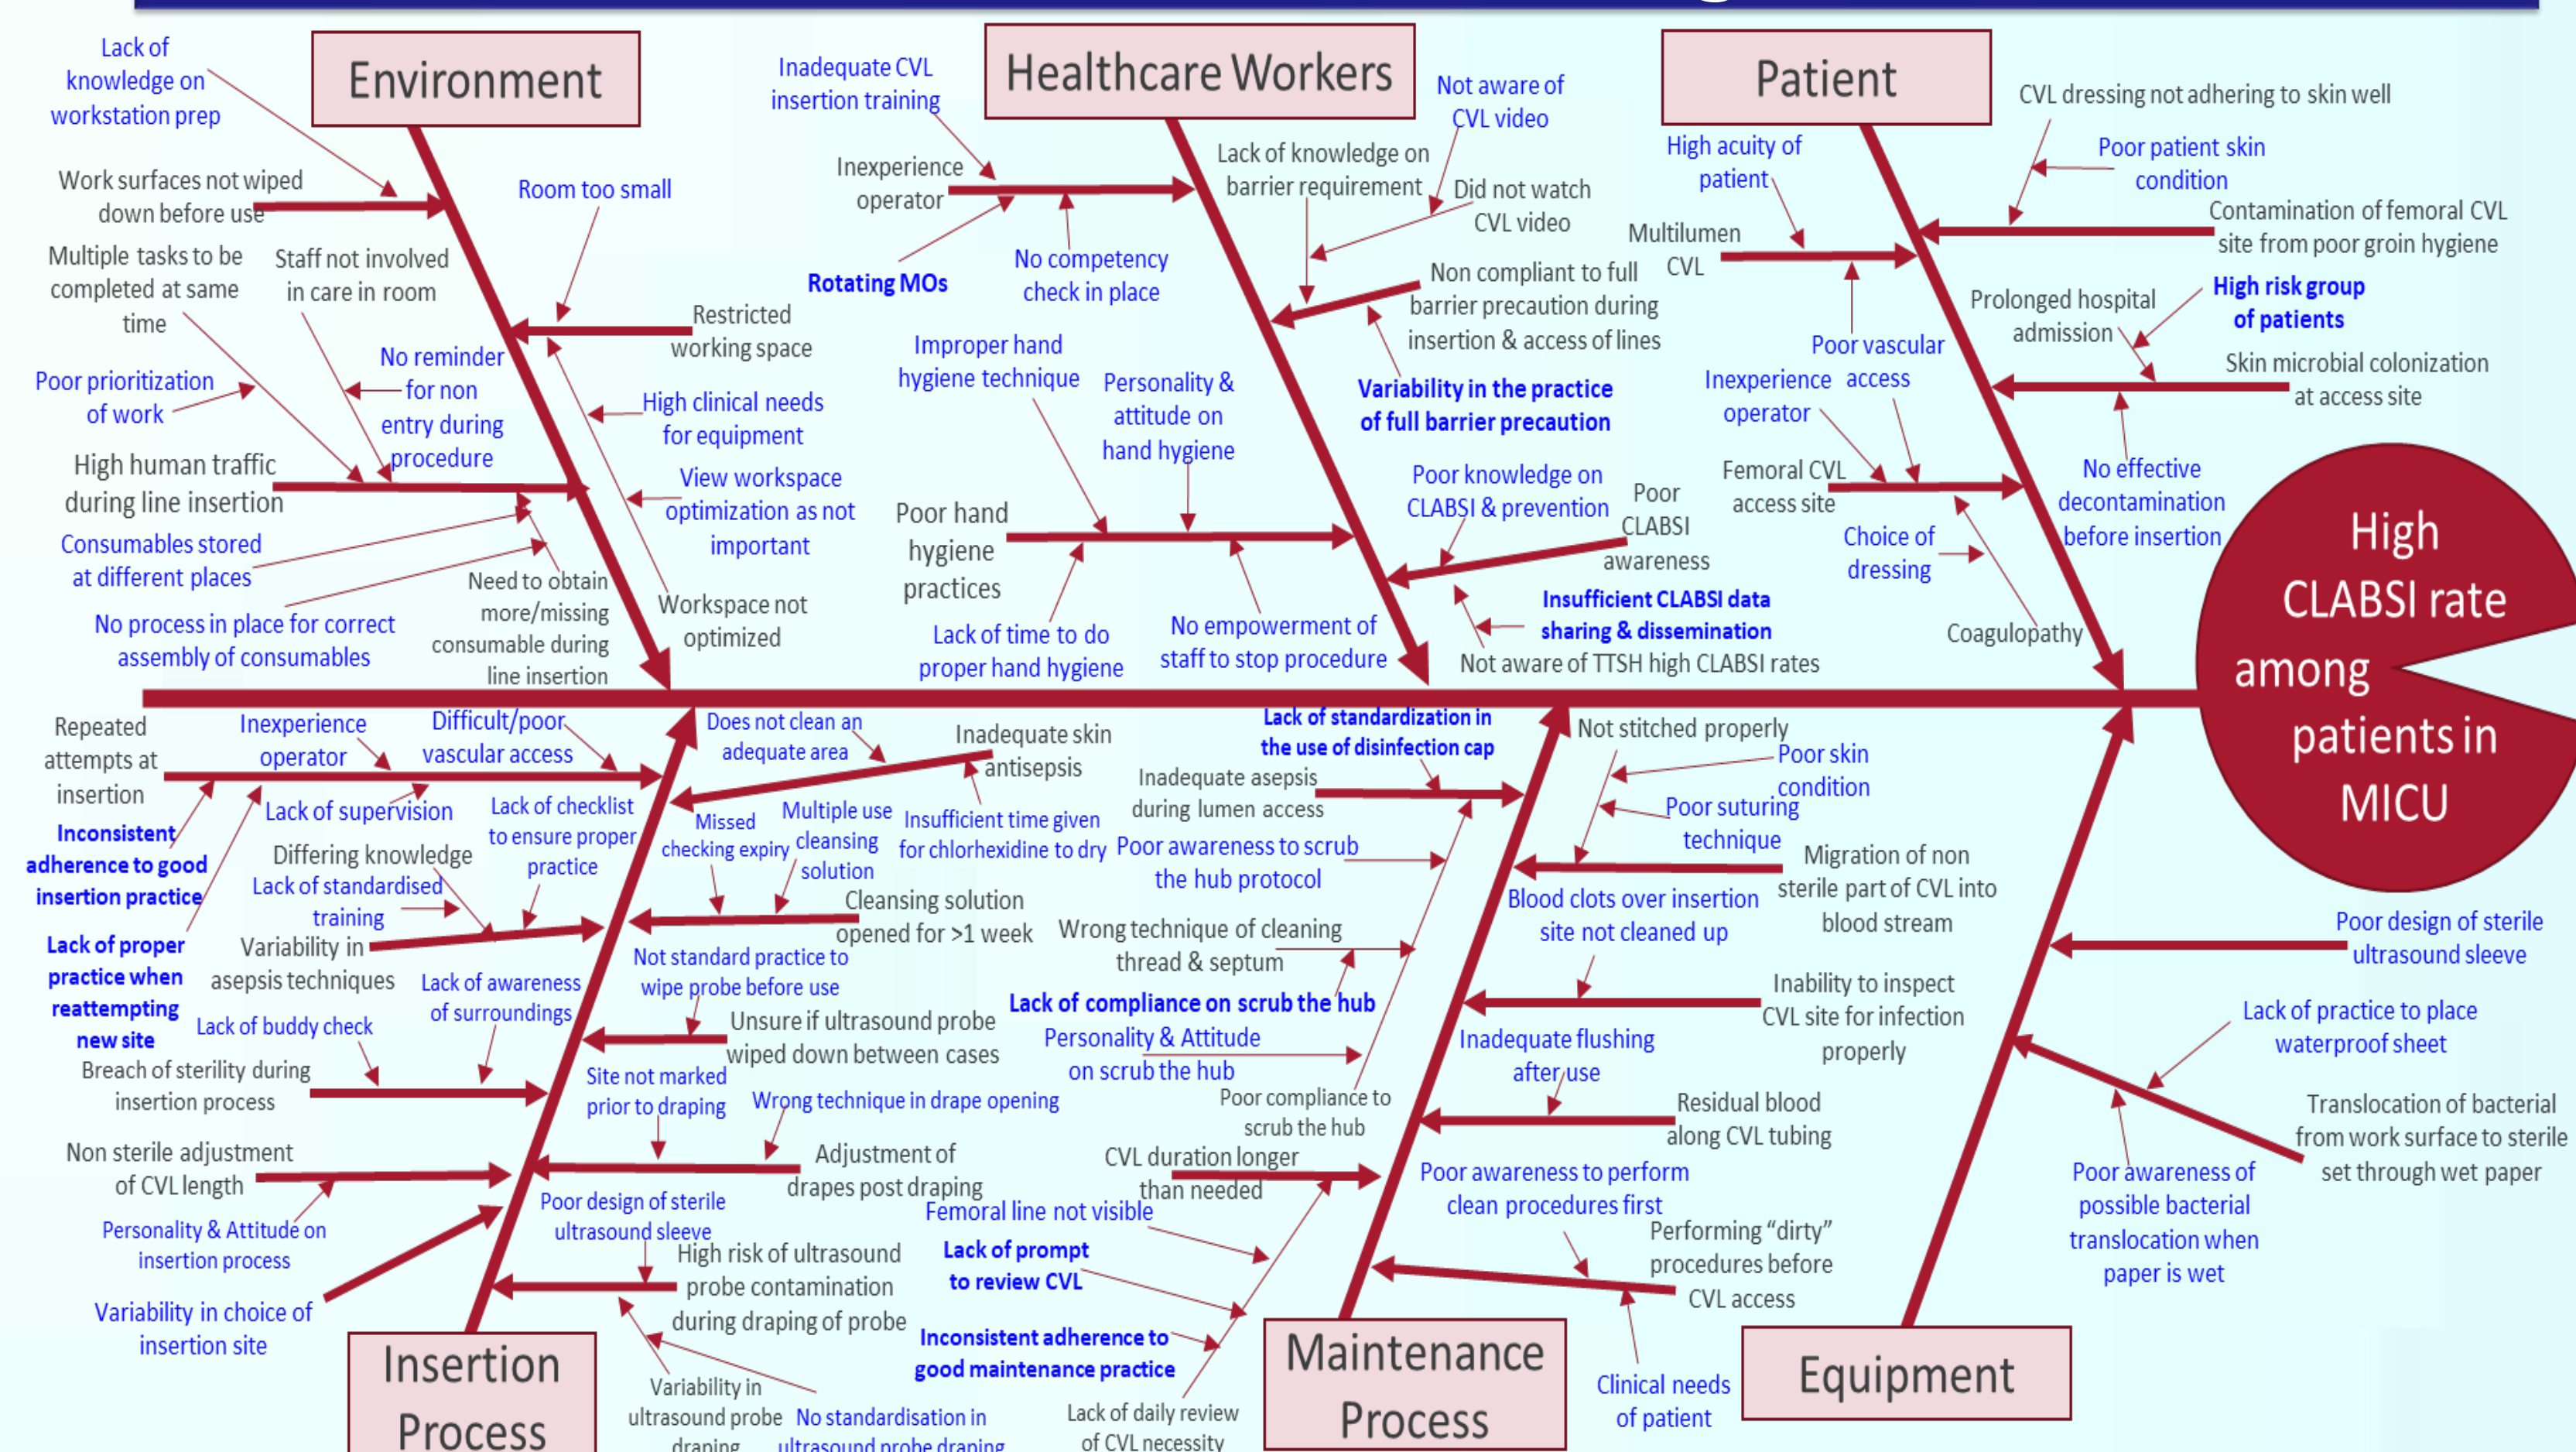 Environment
Lack of
knowledge on
workstation prep
Work surfaces not wiped
down before use
Room too small
Multiple tasks to be
completed at same
time
Staff not involved
in care in room
Restricted
working space
Poor prioritization
of work
No reminder
for non
entry during
procedure
High clinical needs
for equipment
High human traffic
during line insertion
View workspace
optimization as not
important
Consumables stored
at different places
No process in place for correct
assembly of consumables
Need to obtain
more/missing
consumable during
line insertion
Workspace not
optimized
Healthcare Workers
Inadequate CVL
insertion training
Inexperience
operator
Rotating MOs
No competency
check in place
Not aware of
CVL video
Lack of knowledge on
barrier requirement
Did not watch
CVL video
Non compliant to full
barrier precaution during
insertion & access of lines
Variability in the practice
of full barrier precaution
Improper hand
hygiene technique
Personality &
attitude on
hand hygiene
Poor hand
hygiene
practices
Lack of time to do
proper hand hygiene
No empowerment of
staff to stop procedure
Poor knowledge on
CLABSI & prevention
Poor
CLABSI
awareness
Insufficient CLABSI data
sharing & dissemination
Not aware of TTSH high CLABSI rates
Patient
CVL dressing not adhering to skin well
High acuity of
patient
Poor patient skin
condition
Multilumen
CVL
Contamination of femoral CVL
site from poor groin hygiene
Prolonged hospital
admission
High risk group
of patients
Poor vascular
access
Inexperience
operator
Skin microbial colonization
at access site
Femoral CVL
access site
Choice of
dressing
No effective
decontamination
before insertion
Coagulopathy
High
CLABSI rate
among
patients in
MICU
Repeated
attempts at
insertion
Inexperience
operator
Difficult/poor
vascular access
Lack of supervision
Inconsistent
adherence to good
insertion practice
Lack of proper
practice when
reattempting
new site
Differing knowledge
Lack of standardised
training
Lack of checklist
to ensure proper
practice
Variability in
asepsis techniques
Lack of buddy check
Lack of awareness
of surroundings
Breach of sterility during
insertion process
Non sterile adjustment
of CVL length
Personality & Attitude on
insertion process
Variability in choice of
insertion site
Does not clean an
adequate area
Inadequate skin
antisepsis
Insufficient time given
for chlorhexidine to dry
Missed
checking expiry
Multiple use
cleansing
solution
Cleansing solution
opened for >1 week
Not standard practice to
wipe probe before use
Unsure if ultrasound probe
wiped down between cases
Site not marked
prior to draping
Wrong technique in drape opening
Adjustment of
drapes post draping
Poor design of sterile
ultrasound sleeve
High risk of ultrasound
probe contamination
during draping of probe
Variability in
ultrasound probe
draping
No standardisation in
ultrasound probe draping
Insertion
Process
Lack of standardization in
the use of disinfection cap
Inadequate asepsis
during lumen access
Poor awareness to scrub
the hub protocol
Wrong technique of cleaning
thread & septum
Lack of compliance on scrub the hub
Personality & Attitude
on scrub the hub
Poor compliance to
scrub the hub
CVL duration longer
than needed
Femoral line not visible
Lack of prompt
to review CVL
Inconsistent adherence to
good maintenance practice
Lack of daily review
of CVL necessity
Not stitched properly
Poor skin
condition
Poor suturing
technique
Migration of non
sterile part of CVL into
blood stream
Blood clots over insertion
site not cleaned up
Inability to inspect
CVL site for infection
properly
Inadequate flushing
after use
Residual blood
along CVL tubing
Poor awareness to perform
clean procedures first
Performing “dirty”
procedures before
CVL access
Clinical needs
of patient
Maintenance
Process
Poor design of sterile
ultrasound sleeve
Lack of practice to place
waterproof sheet
Translocation of bacterial
from work surface to sterile
set through wet paper
Poor awareness of
possible bacterial
translocation when
paper is wet
Equipment